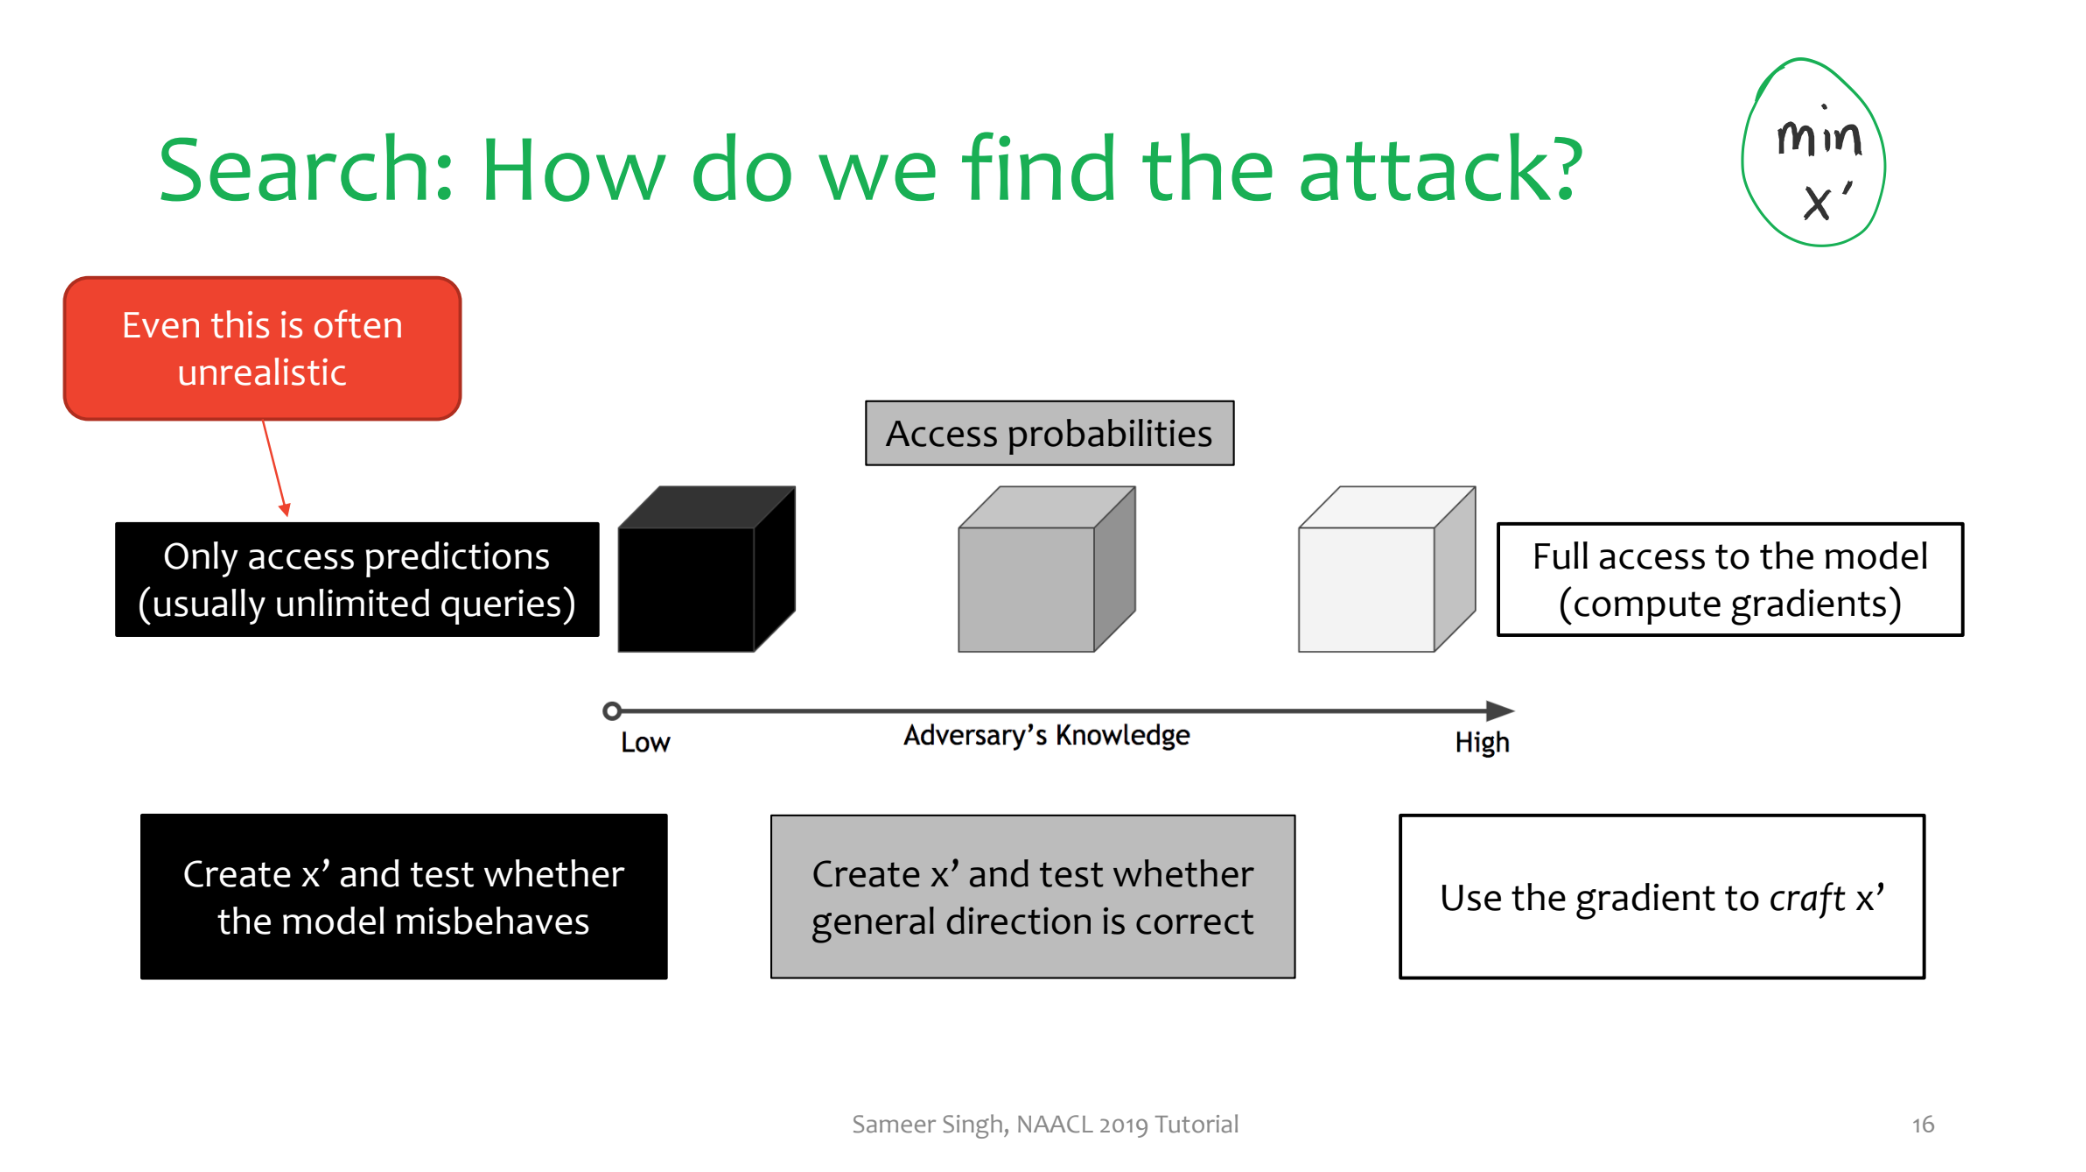 Search: How do we find the attack?
min
x’
Even this is often
unrealistic
Access probabilities
Only access predictions
(usually unlimited queries)
Full access to the model
(compute gradients)
Low
Adversary’s Knowledge
High
Create x’ and test whether
the model misbehaves
Create x’ and test whether
general direction is correct
Use the gradient to craft x’
Sameer Singh, NAACL 2019 Tutorial
16